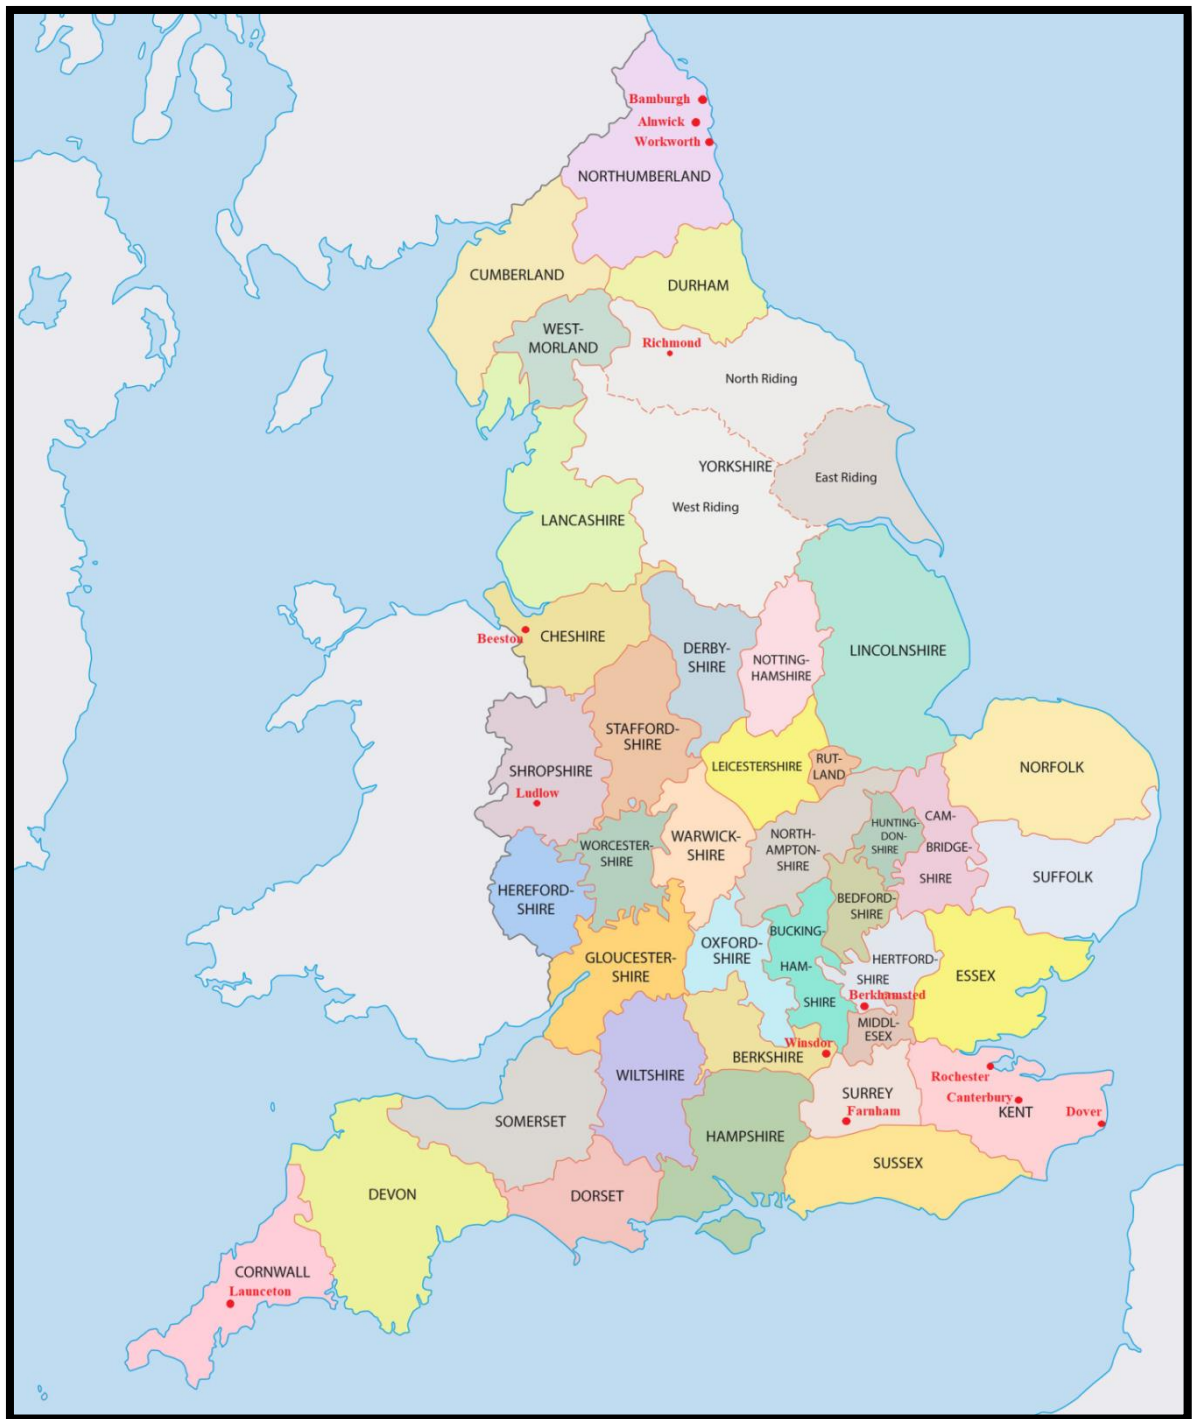 Bamburgh
Alnwick
Workworth
NORTHUMBERLAND
CUMBERLAND
DURHAM
WEST-
MORLAND
Richmond
North Riding
YORKSHIRE
East Riding
West Riding
LANCASHIRE
Beeston
CHESHIRE
DERBY-
SHIRE
NOTTING-
HAMSHIRE
LINCOLNSHIRE
STAFFORD-
SHIRE
SHROPSHIRE
Ludlow
LEICESTERSHIRE
RUT-
LAND
NORFOLK
WORCESTER-
SHIRE
WARWICK-
SHIRE
NORTH-
AMPTON-
SHIRE
HUNTING-
DON-
SHIRE
CAM-
BRIDGE-
SHIRE
SUFFOLK
HEREFORD-
SHIRE
BEDFORD-
SHIRE
GLOUCESTER-
SHIRE
OXFORD-
SHIRE
BUCKING-
HAM-
SHIRE
HERTFORD-
SHIRE
Berkhamsted
ESSEX
MIDDL-
ESEX
Winsdor
BERKSHIRE
WILTSHIRE
SURREY
Farnham
Rochester
Canterbury
KENT
Dover
SOMERSET
HAMPSHIRE
SUSSEX
DEVON
DORSET
CORNWALL
Launceton